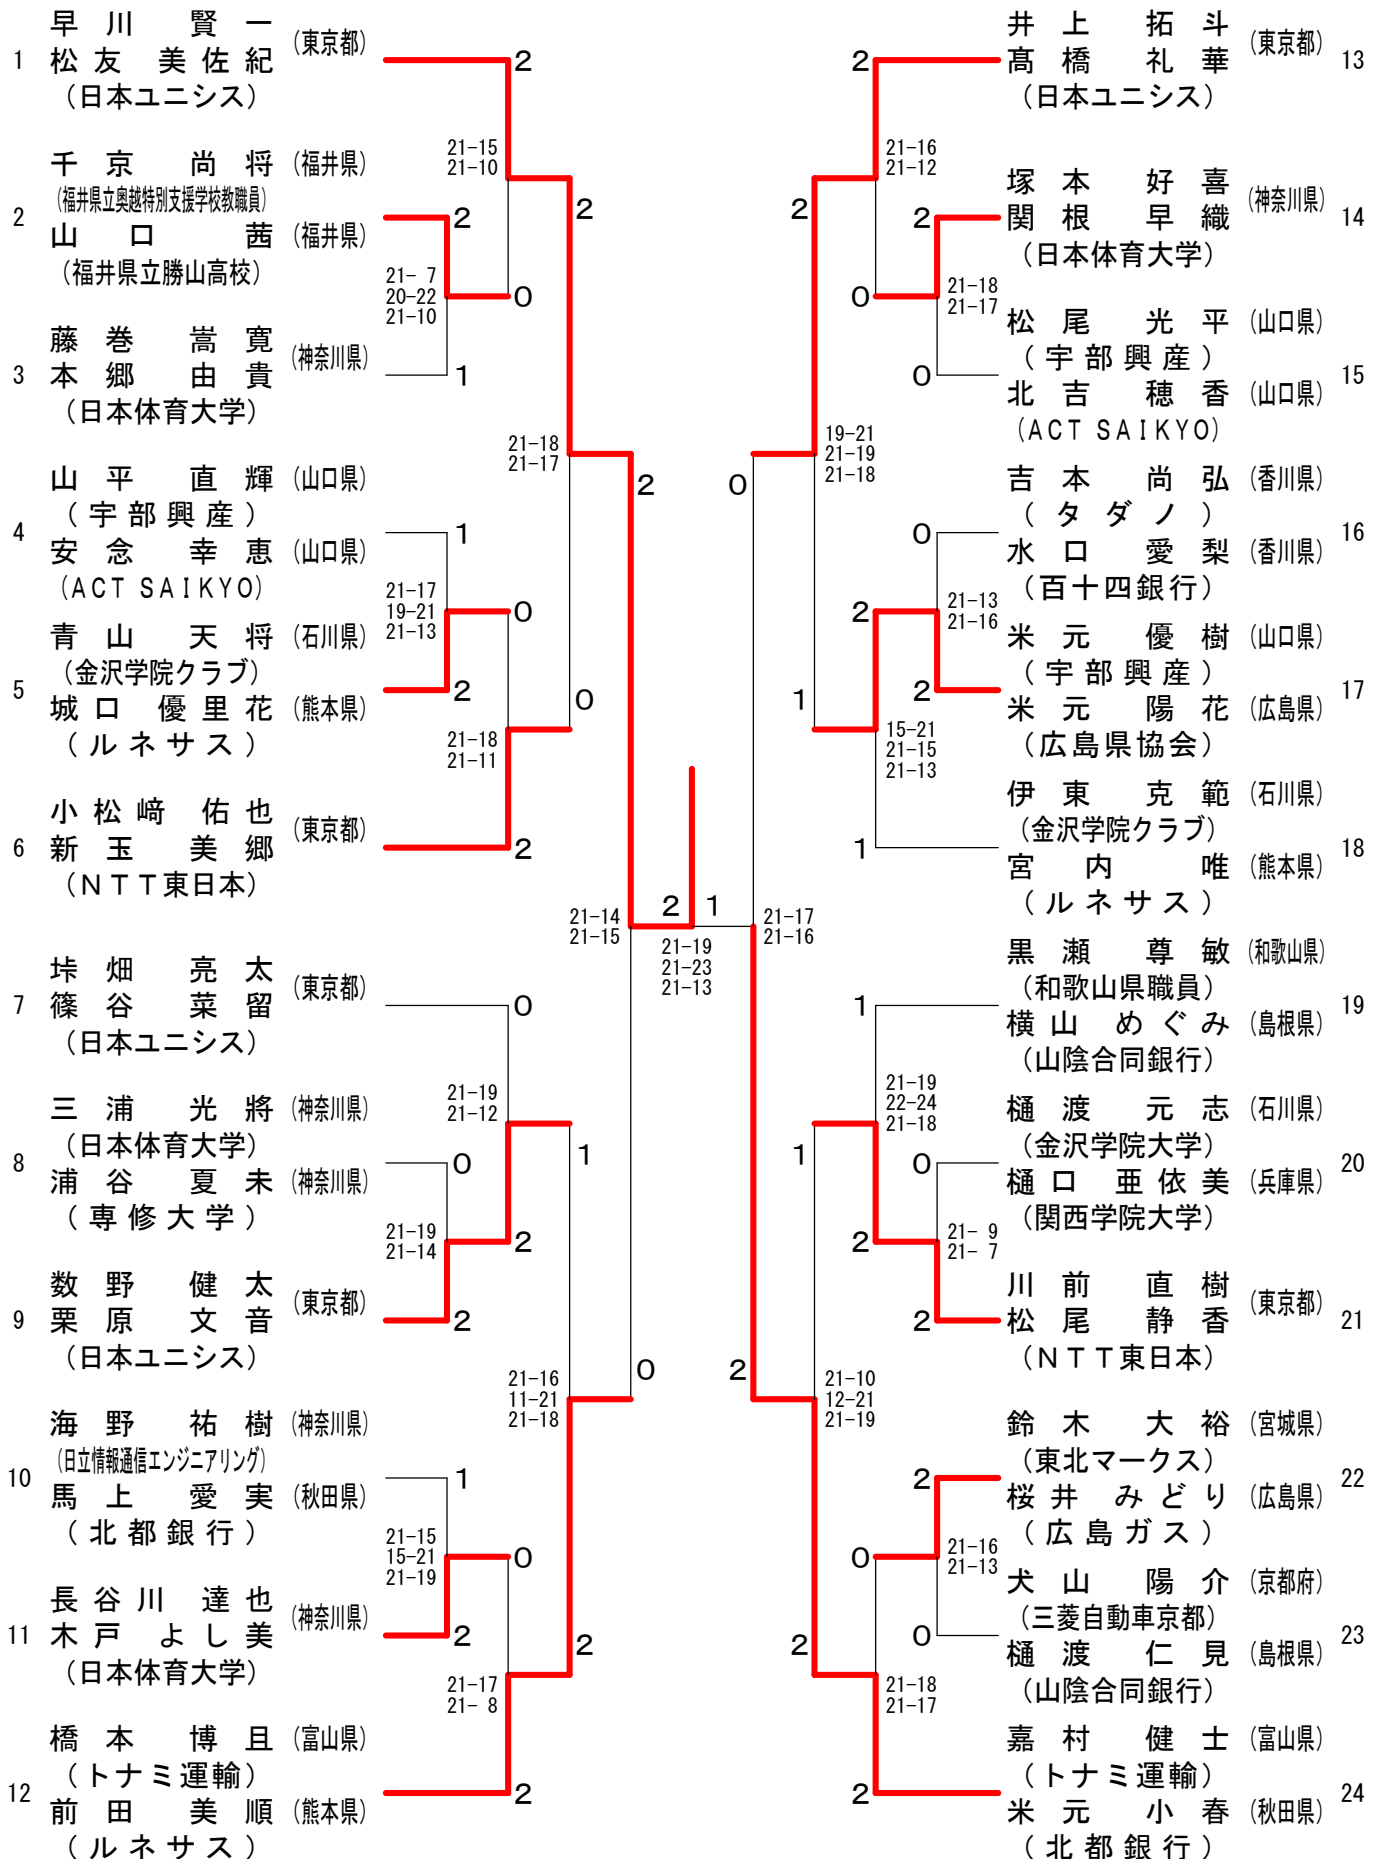 早川 賢一 (東京都)
1 松友 美佐紀
(日本ユニシス)
千京 尚将 (福井県)
(福井県立奥越特別支援学校教職員)
2 山口 茜 (福井県)
(福井県立勝山高校)
藤巻 嵩寛 (神奈川県)
3 本郷 由貴
(日本体育大学)
山平 直輝 (山口県)
(宇部興産)
4 安念 幸恵 (山口県)
(ACT SAIKYO)
青山 天将 (石川県)
(金沢学院クラブ)
5 城口 優里花 (熊本県)
(ルネサス)
小松﨑 佑也 (東京都)
6 新玉 美郷
(NTT東日本)
垰畑 亮太 (東京都)
7 篠谷 菜留
(日本ユニシス)
三浦 光將 (神奈川県)
(日本体育大学)
8 浦谷 夏未 (神奈川県)
(専修大学)
数野 健太 (東京都)
9 栗原 文音
(日本ユニシス)
海野 祐樹 (神奈川県)
(日立情報通信エンジニアリング)
10 馬上 愛実 (秋田県)
(北都銀行)
長谷川 達也 (神奈川県)
11 木戸 よし美
(日本体育大学)
橋本 博且 (富山県)
(トナミ運輸)
12 前田 美順 (熊本県)
(ルネサス)
2
21-15
21-10
2
2
21- 7
20-22
21-10
0
1
21-18
21-17
2
1
21-17
19-21
21-13
0
2
0
21-18
21-11
2
21-14
21-15
2 1
21-19
21-23
21-13
0
21-19
21-12
1
0
21-19
21-14
2
2
21-16
11-21
21-18
0
1
21-15
15-21
21-19
0
2
2
21-17
21- 8
2
2
21-16
21-12
2
2
21-18
21-17
0
0
19-21
21-19
21-18
0
0
21-13
21-16
2
2
1
15-21
21-15
21-13
1
21-17
21-16
1
21-19
22-24
21-18
1
0
21- 9
21- 7
2
2
2
21-10
12-21
21-19
2
21-16
21-13
0
0
2
21-18
21-17
2
井上 拓斗 (東京都)
髙橋 礼華 13
(日本ユニシス)
塚本 好喜 (神奈川県)
関根 早織 14
(日本体育大学)
松尾 光平 (山口県)
(宇部興産)
北吉 穂香 (山口県) 15
(ACT SAIKYO)
吉本 尚弘 (香川県)
(タダノ)
水口 愛梨 (香川県) 16
(百十四銀行)
米元 優樹 (山口県)
(宇部興産)
米元 陽花 (広島県) 17
(広島県協会)
伊東 克範 (石川県)
(金沢学院クラブ)
宮内 唯 (熊本県) 18
(ルネサス)
黒瀬 尊敏 (和歌山県)
(和歌山県職員)
横山 めぐみ (島根県) 19
(山陰合同銀行)
樋渡 元志 (石川県)
(金沢学院大学)
樋口 亜依美 (兵庫県) 20
(関西学院大学)
川前 直樹 (東京都)
松尾 静香 21
(NTT東日本)
鈴木 大裕 (宮城県)
(東北マークス)
桜井 みどり (広島県) 22
(広島ガス)
犬山 陽介 (京都府)
(三菱自動車京都)
樋渡 仁見 (島根県) 23
(山陰合同銀行)
嘉村 健士 (富山県)
(トナミ運輸)
米元 小春 (秋田県) 24
(北都銀行)